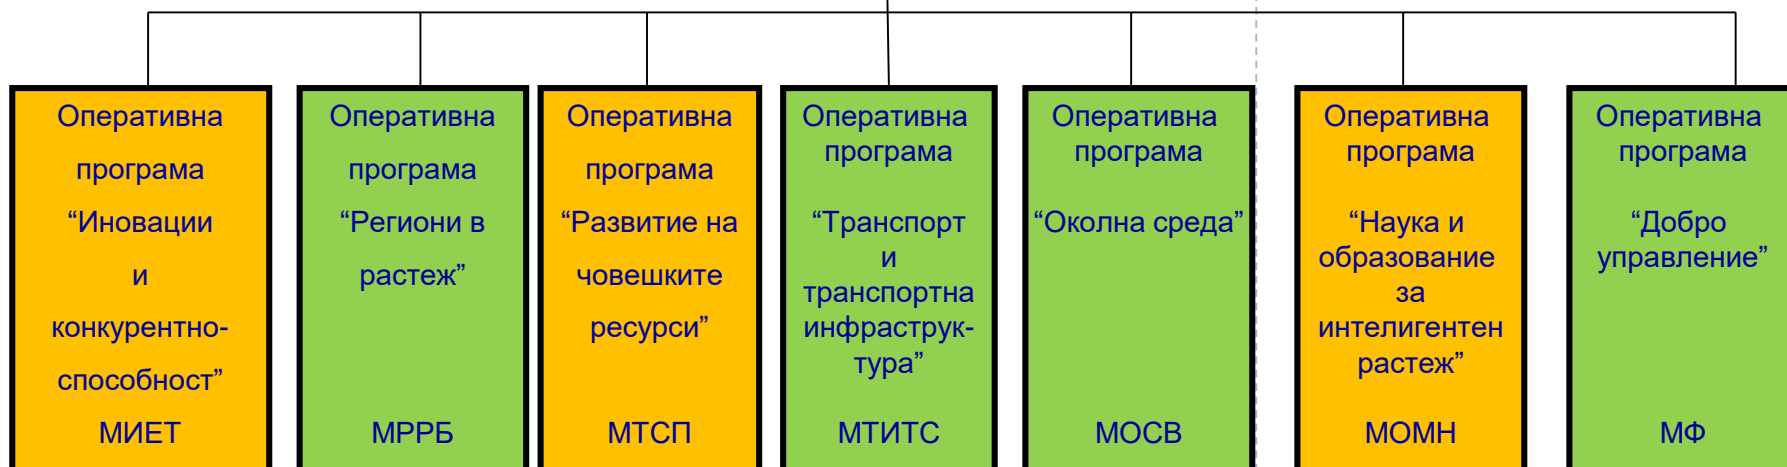 Оперативна
програма
“Иновации
и
конкурентно-
способност”
МИЕТ
Оперативна
програма
“Региони в
растеж”
МРРБ
Оперативна
програма
“Развитие на
човешките
ресурси”
МТСП
Оперативна
програма
“Транспорт
и
транспортна
инфраструк-
тура”
МТИТС
Оперативна
програма
“Околна среда”
МОСВ
Оперативна
програма
“Наука и
образование
за
интелигентен
растеж”
МОМН
Оперативна
програма
“Добро
управление”
МФ